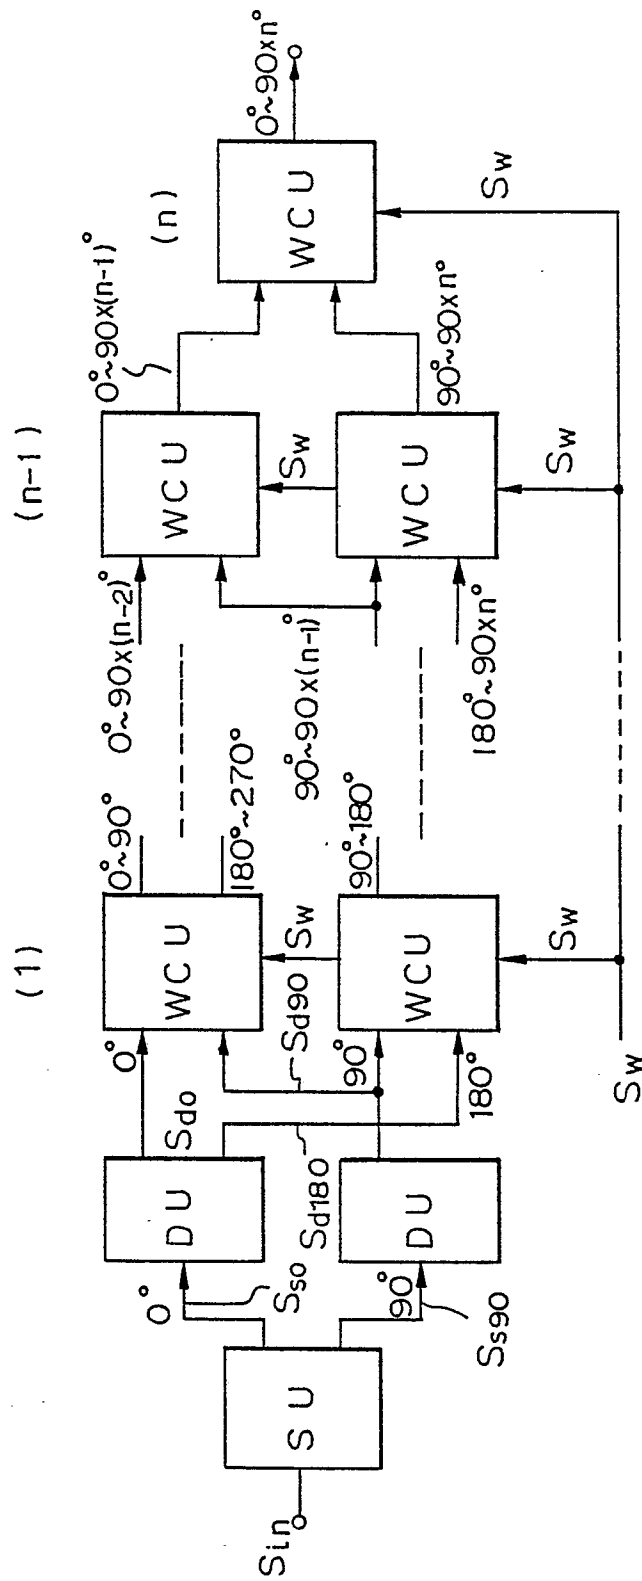 (1)
(n-1)
(n)
Sin
SU
0°
Sso
90°
Ss90
DU
DU
Sdo
0°
Sd90
Sd180
90°
180°
WCU
WCU
Sw
Sw
Sw
0°~90°
180°~270°
90°~180°
0°~90x(n-2)°
90°~90x(n-1)°
180°~90xn°
WCU
WCU
Sw
Sw
0°~90x(n-1)°
90°~90xn°
WCU
Sw
0°~90xn°